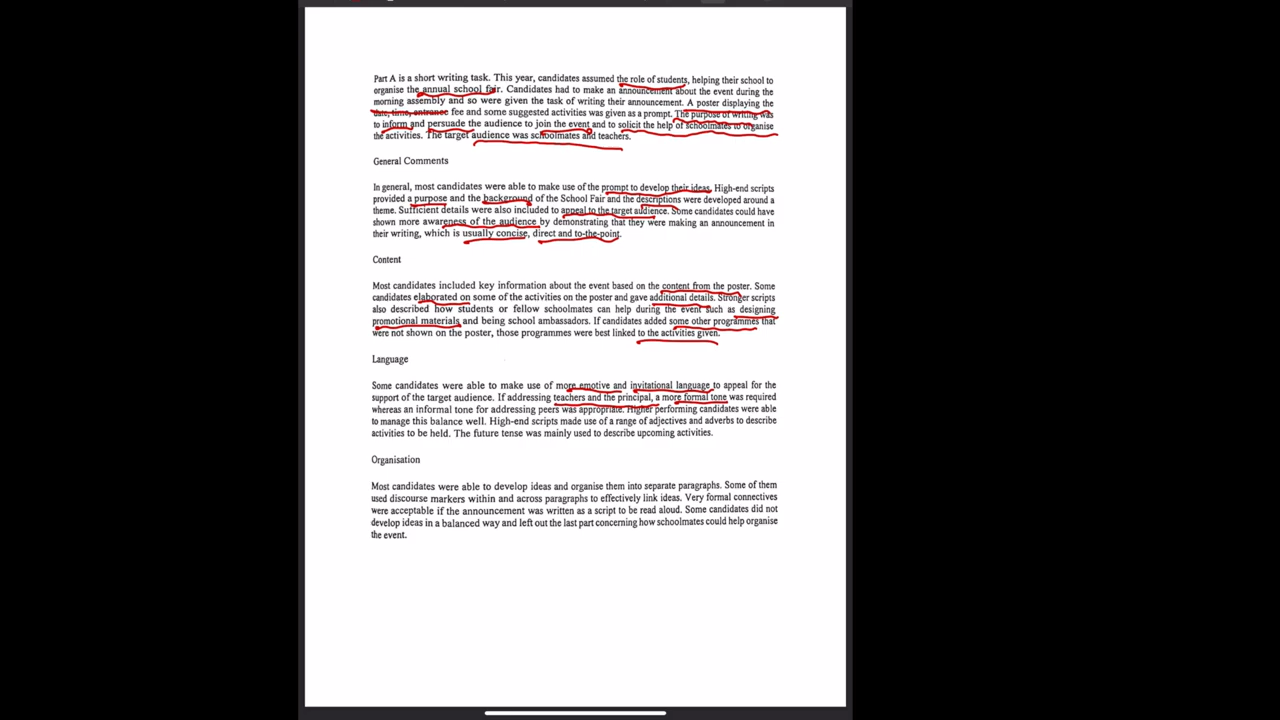 Part A is a short writing task. This year, candidates assumed the role of students, helping their school to
organise the annual school fair. Candidates had to make an announcement about the event during the
morning assembly and so were given the task of writing their announcement. A poster displaying the
date, time, entrance fee and some suggested activities was given as a prompt. The purpose of writing was
to inform and persuade the audience to join the event and to solicit the help of schoolmates to organise
the activities. The target audience was schoolmates and teachers.
General Comments
In general, most candidates were able to make use of the prompt to develop their ideas. High-end scripts
provided a purpose and the background of the School Fair and the descriptions were developed around a
theme. Sufficient details were also included to appeal to the target audience. Some candidates could have
shown more awareness of the audience by demonstrating that they were making an announcement in
their writing, which is usually concise, direct and to-the-point.
Content
Most candidates included key information about the event based on the content from the poster. Some
candidates elaborated on some of the activities on the poster and gave additional details. Stronger scripts
also described how students or fellow schoolmates can help during the event such as designing
promotional materials and being school ambassadors. If candidates added some other programmes that
were not shown on the poster, those programmes were best linked to the activities given.
Language
Some candidates were able to make use of more emotive and invitational language to appeal for the
support of the target audience. If addressing teachers and the principal, a more formal tone was required
whereas an informal tone for addressing peers was appropriate. Higher performing candidates were able
to manage this balance well. High-end scripts made use of a range of adjectives and adverbs to describe
activities to be held. The future tense was mainly used to describe upcoming activities.
Organisation
Most candidates were able to develop ideas and organise them into separate paragraphs. Some of them
used discourse markers within and across paragraphs to effectively link ideas. Very formal connectives
were acceptable if the announcement was written as a script to be read aloud. Some candidates did not
develop ideas in a balanced way and left out the last part concerning how schoolmates could help organise
the event.